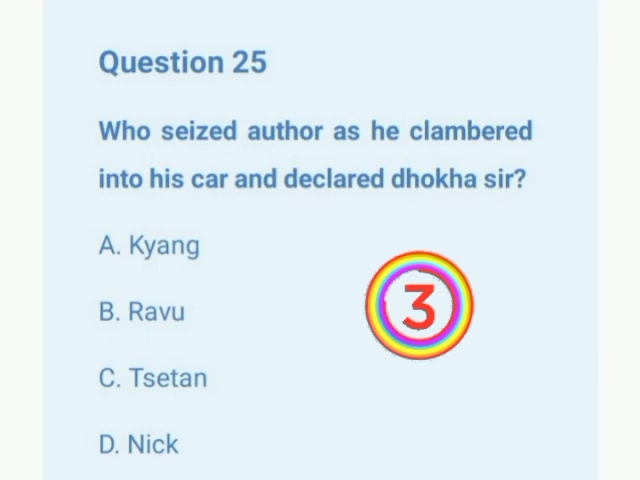 Question 25
Who seized author as he clambered
into his car and declared dhokha sir?
A. Kyang
B. Ravu
3
C. Tsetan
D. Nick